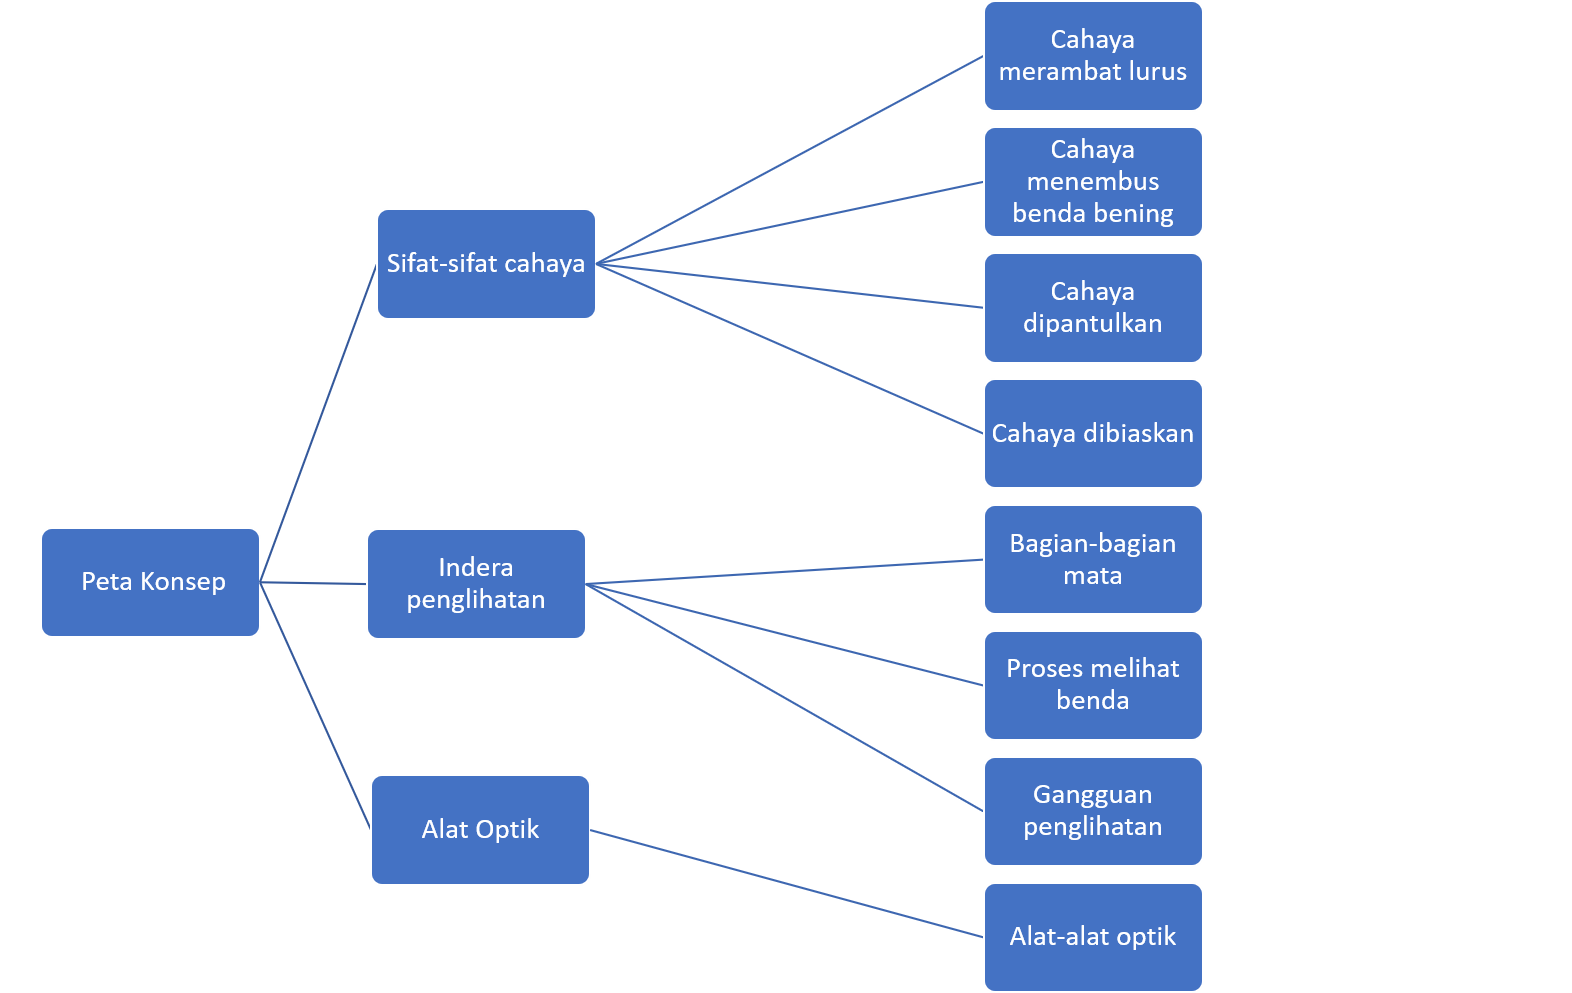 Peta Konsep
Sifat-sifat cahaya
Cahaya
merambat lurus
Cahaya
menembus
benda bening
Cahaya
dipantulkan
Cahaya dibiaskan
Indera
penglihatan
Bagian-bagian
mata
Proses melihat
benda
Gangguan
penglihatan
Alat Optik
Alat-alat optik